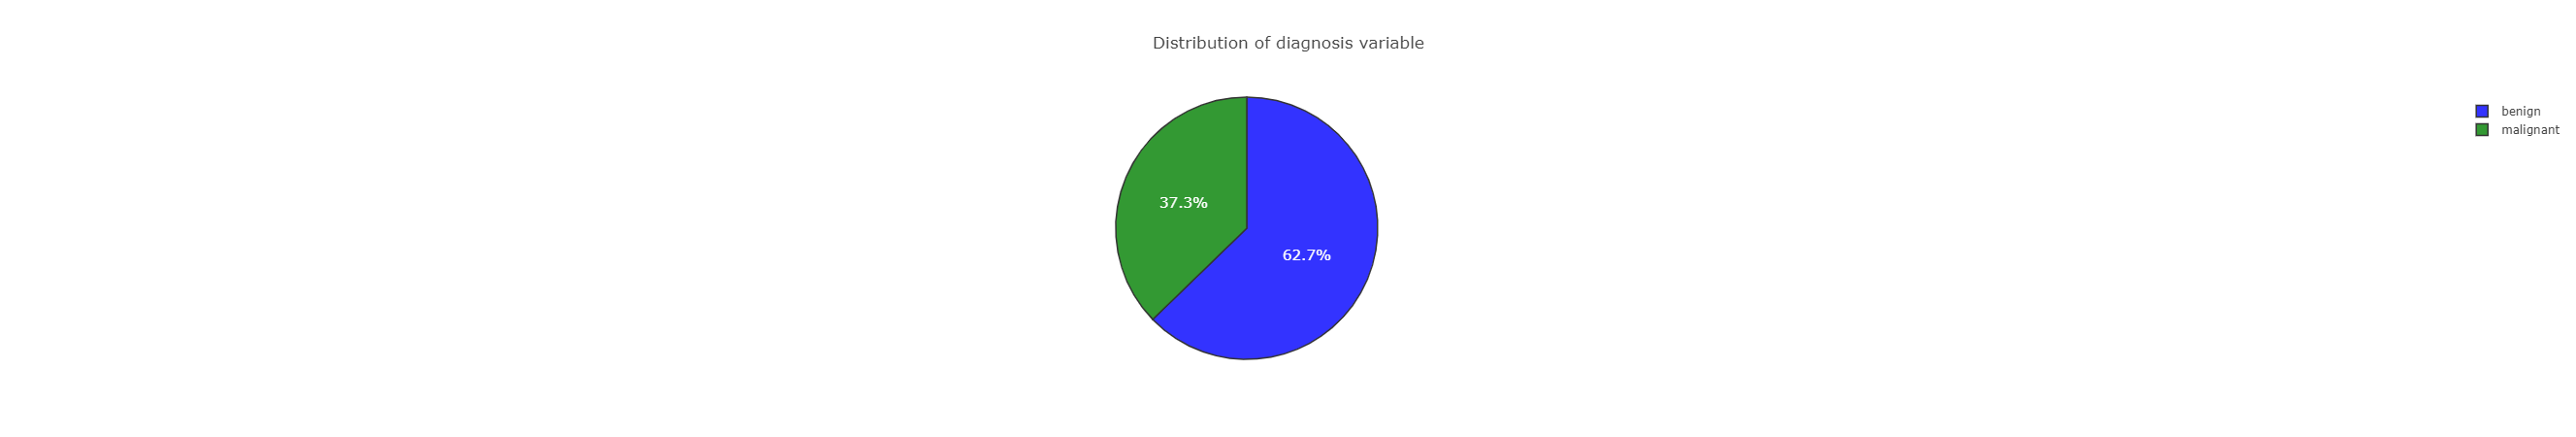 Distribution of diagnosis variable
benign
malignant
37.3%
62.7%